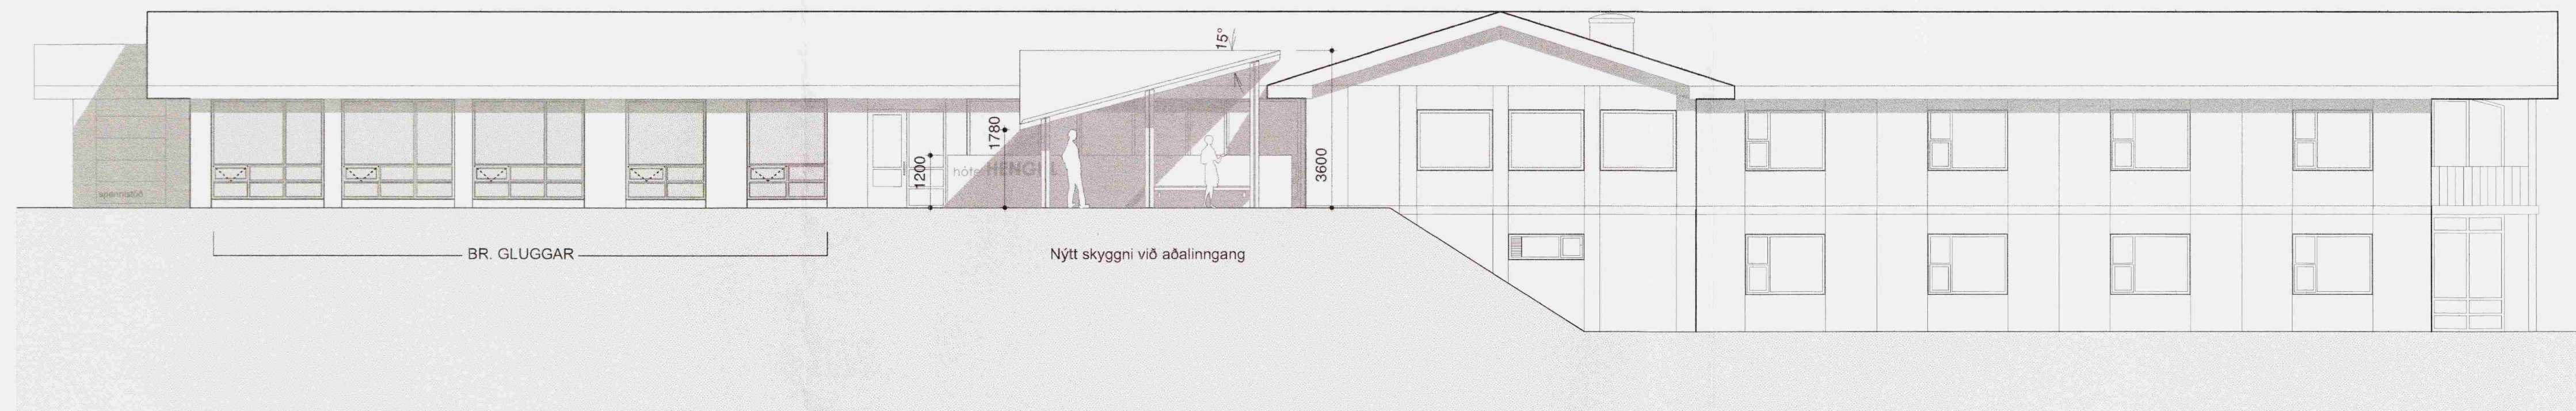 15°
1780
1200
hótel HENGILL
3600
BR. GLUGGAR
Nýtt skyggni við aðalinngang